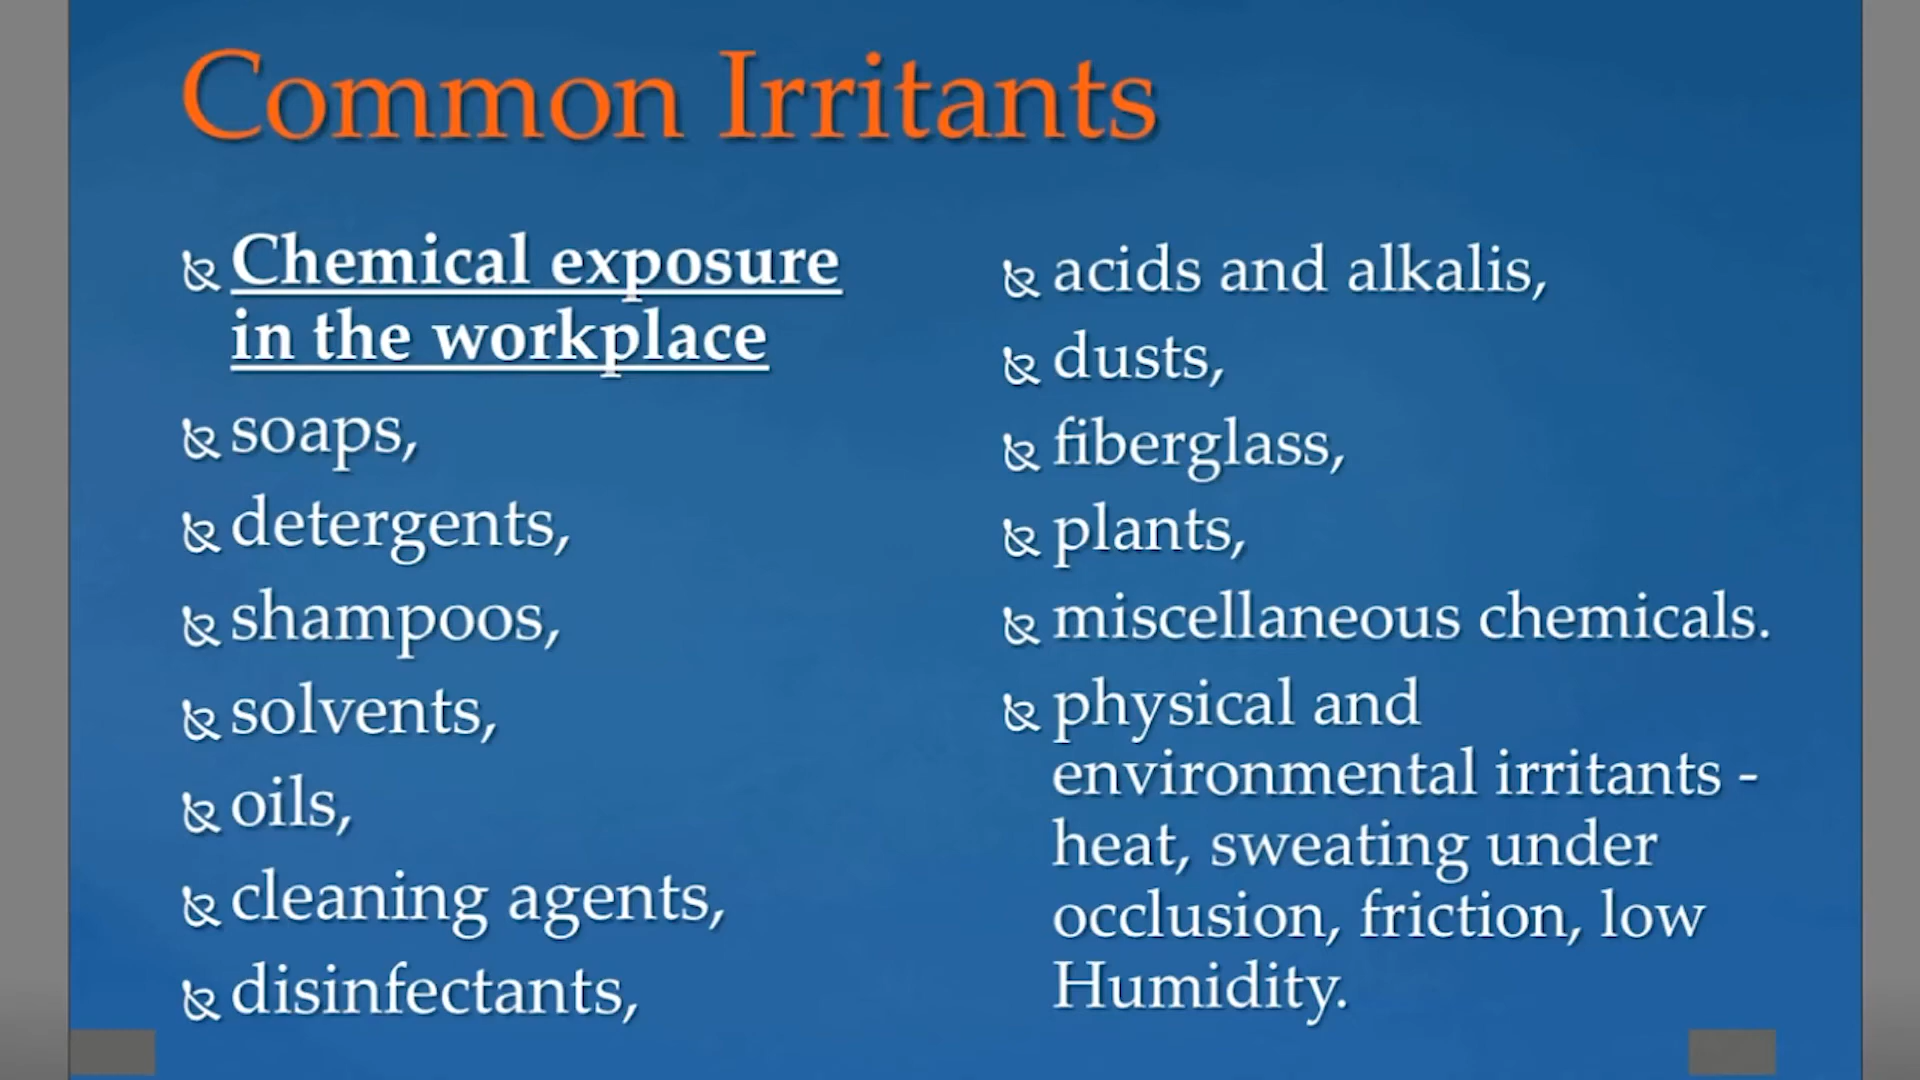 Common Irritants
Chemical exposure
in the workplace
soaps,
detergents,
shampoos,
solvents,
oils,
cleaning agents,
disinfectants,
acids and alkalis,
dusts,
fiberglass,
plants,
miscellaneous chemicals.
physical and
environmental irritants -
heat, sweating under
occlusion, friction, low
Humidity.